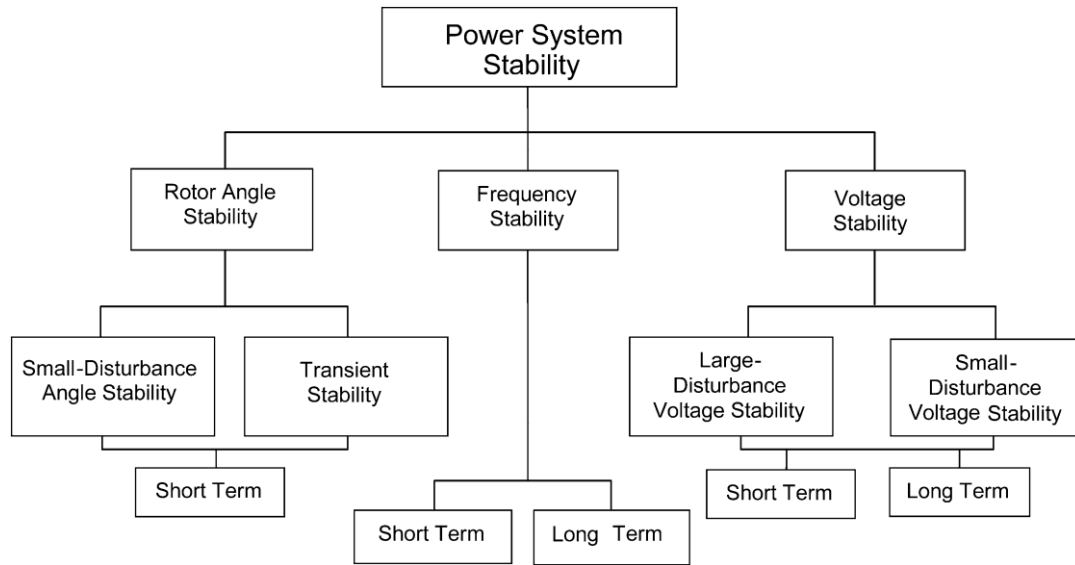 Power System
Stability
Rotor Angle
Stability
Frequency
Stability
Voltage
Stability
Small-Disturbance
Angle Stability
Transient
Stability
Large-
Disturbance
Voltage Stability
Small-
Disturbance
Voltage Stability
Short Term
Short Term
Long Term
Short Term
Long Term